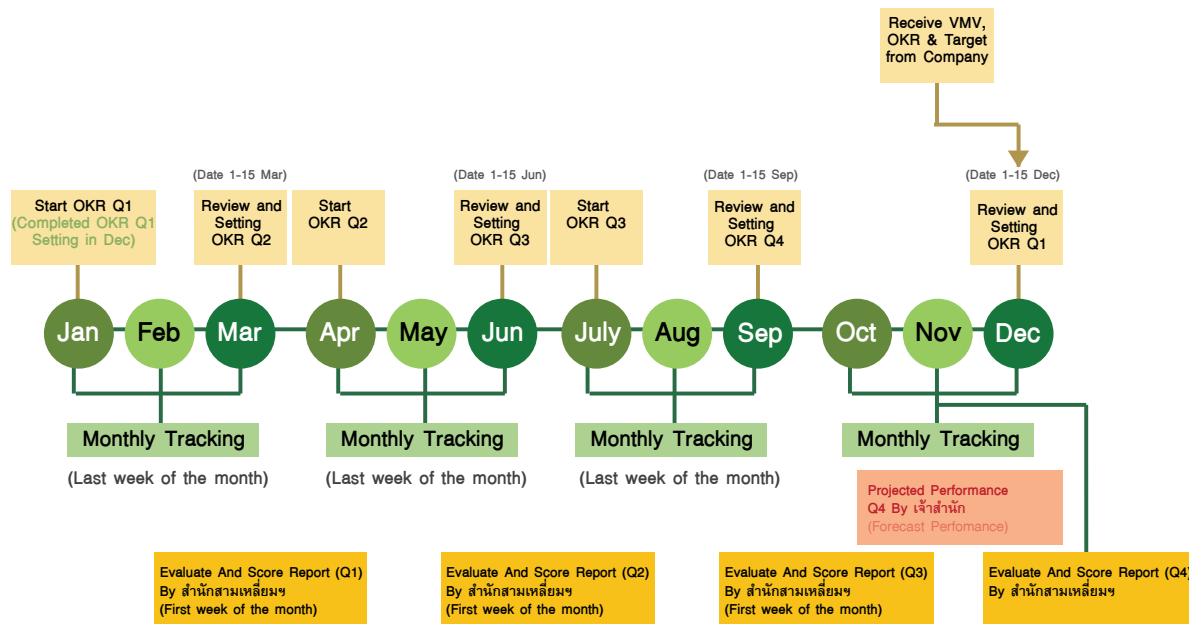 Receive VMV,
OKR & Target
from Company
(Date 1-15 Mar)
(Date 1-15 Jun)
(Date 1-15 Sep)
(Date 1-15 Dec)
Start OKR Q1
(Completed OKR Q1
Setting in Dec)
Review and
Setting
OKR Q2
Start
OKR Q2
Review and
Setting
OKR Q3
Start
OKR Q3
Review and
Setting
OKR Q4
Review and
Setting
OKR Q1
Jan
Feb
Mar
Apr
May
Jun
July
Aug
Sep
Oct
Nov
Dec
Monthly Tracking
(Last week of the month)
Monthly Tracking
(Last week of the month)
Monthly Tracking
(Last week of the month)
Monthly Tracking
Projected Performance
Q4 By เจ้าสำนัก
(Forecast Perfomance)
Evaluate And Score Report (Q1)
By สำนักสามเหลี่ยมฯ
(First week of the month)
Evaluate And Score Report (Q2)
By สำนักสามเหลี่ยมฯ
(First week of the month)
Evaluate And Score Report (Q3)
By สำนักสามเหลี่ยมฯ
(First week of the month)
Evaluate And Score Report (Q4)
By สำนักสามเหลี่ยมฯ